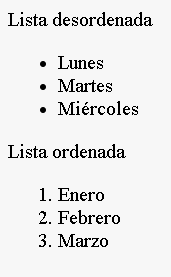 Lista desordenada
• Lunes
• Martes
• Miércoles
Lista ordenada
1. Enero
2. Febrero
3. Marzo